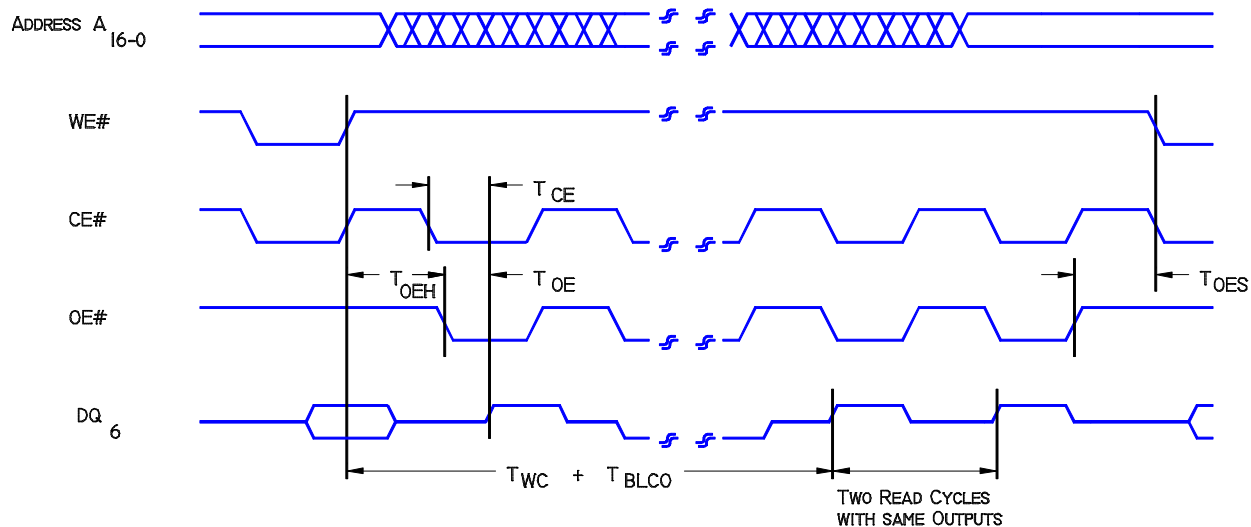 ADDRESS A16-0
WE#
TCE
CE#
TOEH
TOE
TOES
OE#
DQ6
TWC + TBLCO
TWO READ CYCLES
WITH SAME OUTPUTS